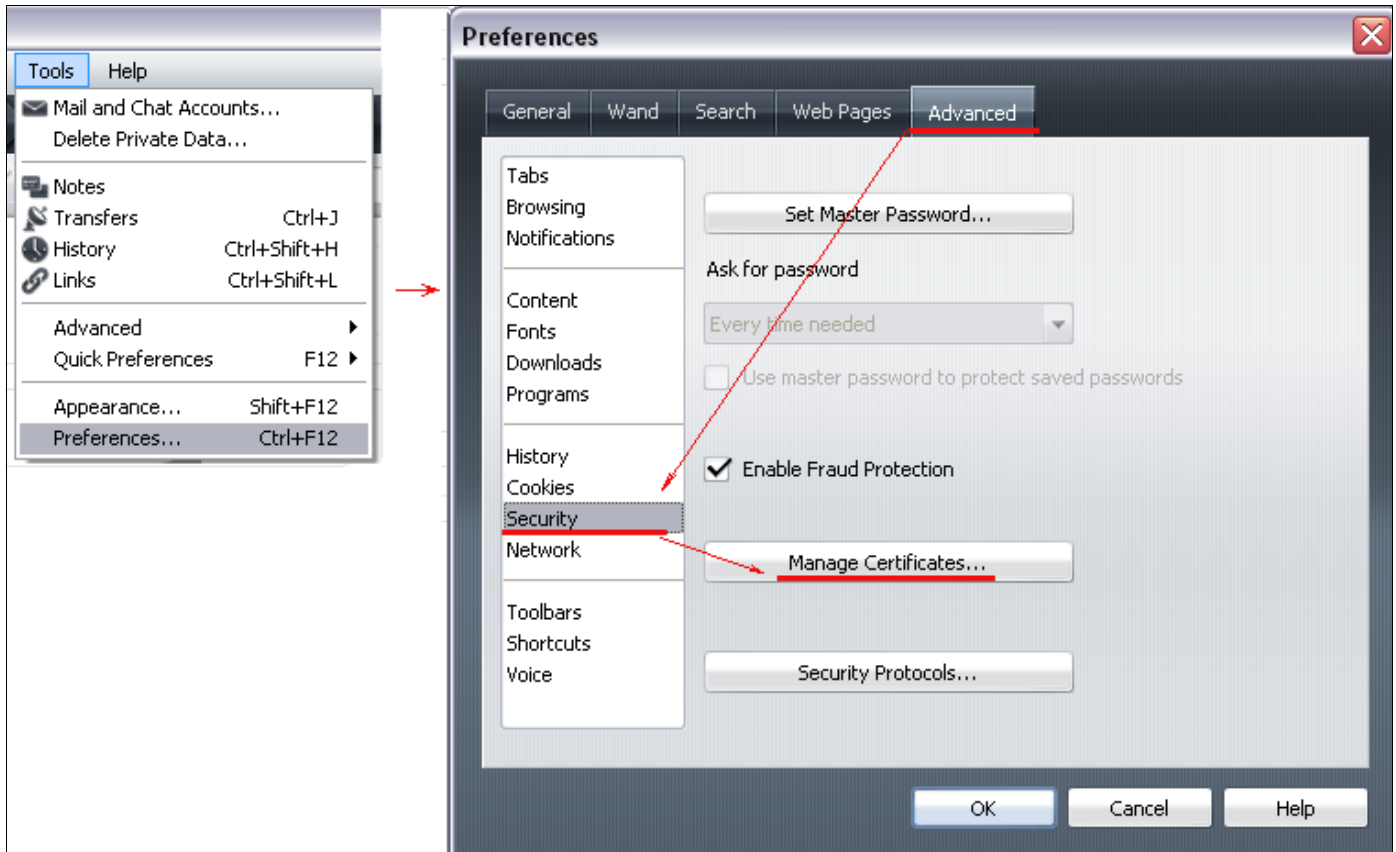 Tools Help
Mail and Chat Accounts...
Delete Private Data...
Notes
Transfers Ctrl+J
History Ctrl+Shift+H
Links Ctrl+Shift+L
Advanced
Quick Preferences F12
Appearance... Shift+F12
Preferences... Ctrl+F12
Preferences
General Wand Search Web Pages Advanced
Tabs
Browsing
Notifications
Content
Fonts
Downloads
Programs
History
Cookies
Security
Network
Toolbars
Shortcuts
Voice
Set Master Password...
Ask for password
Every time needed
Use master password to protect saved passwords
Enable Fraud Protection
Manage Certificates...
Security Protocols...
OK Cancel Help